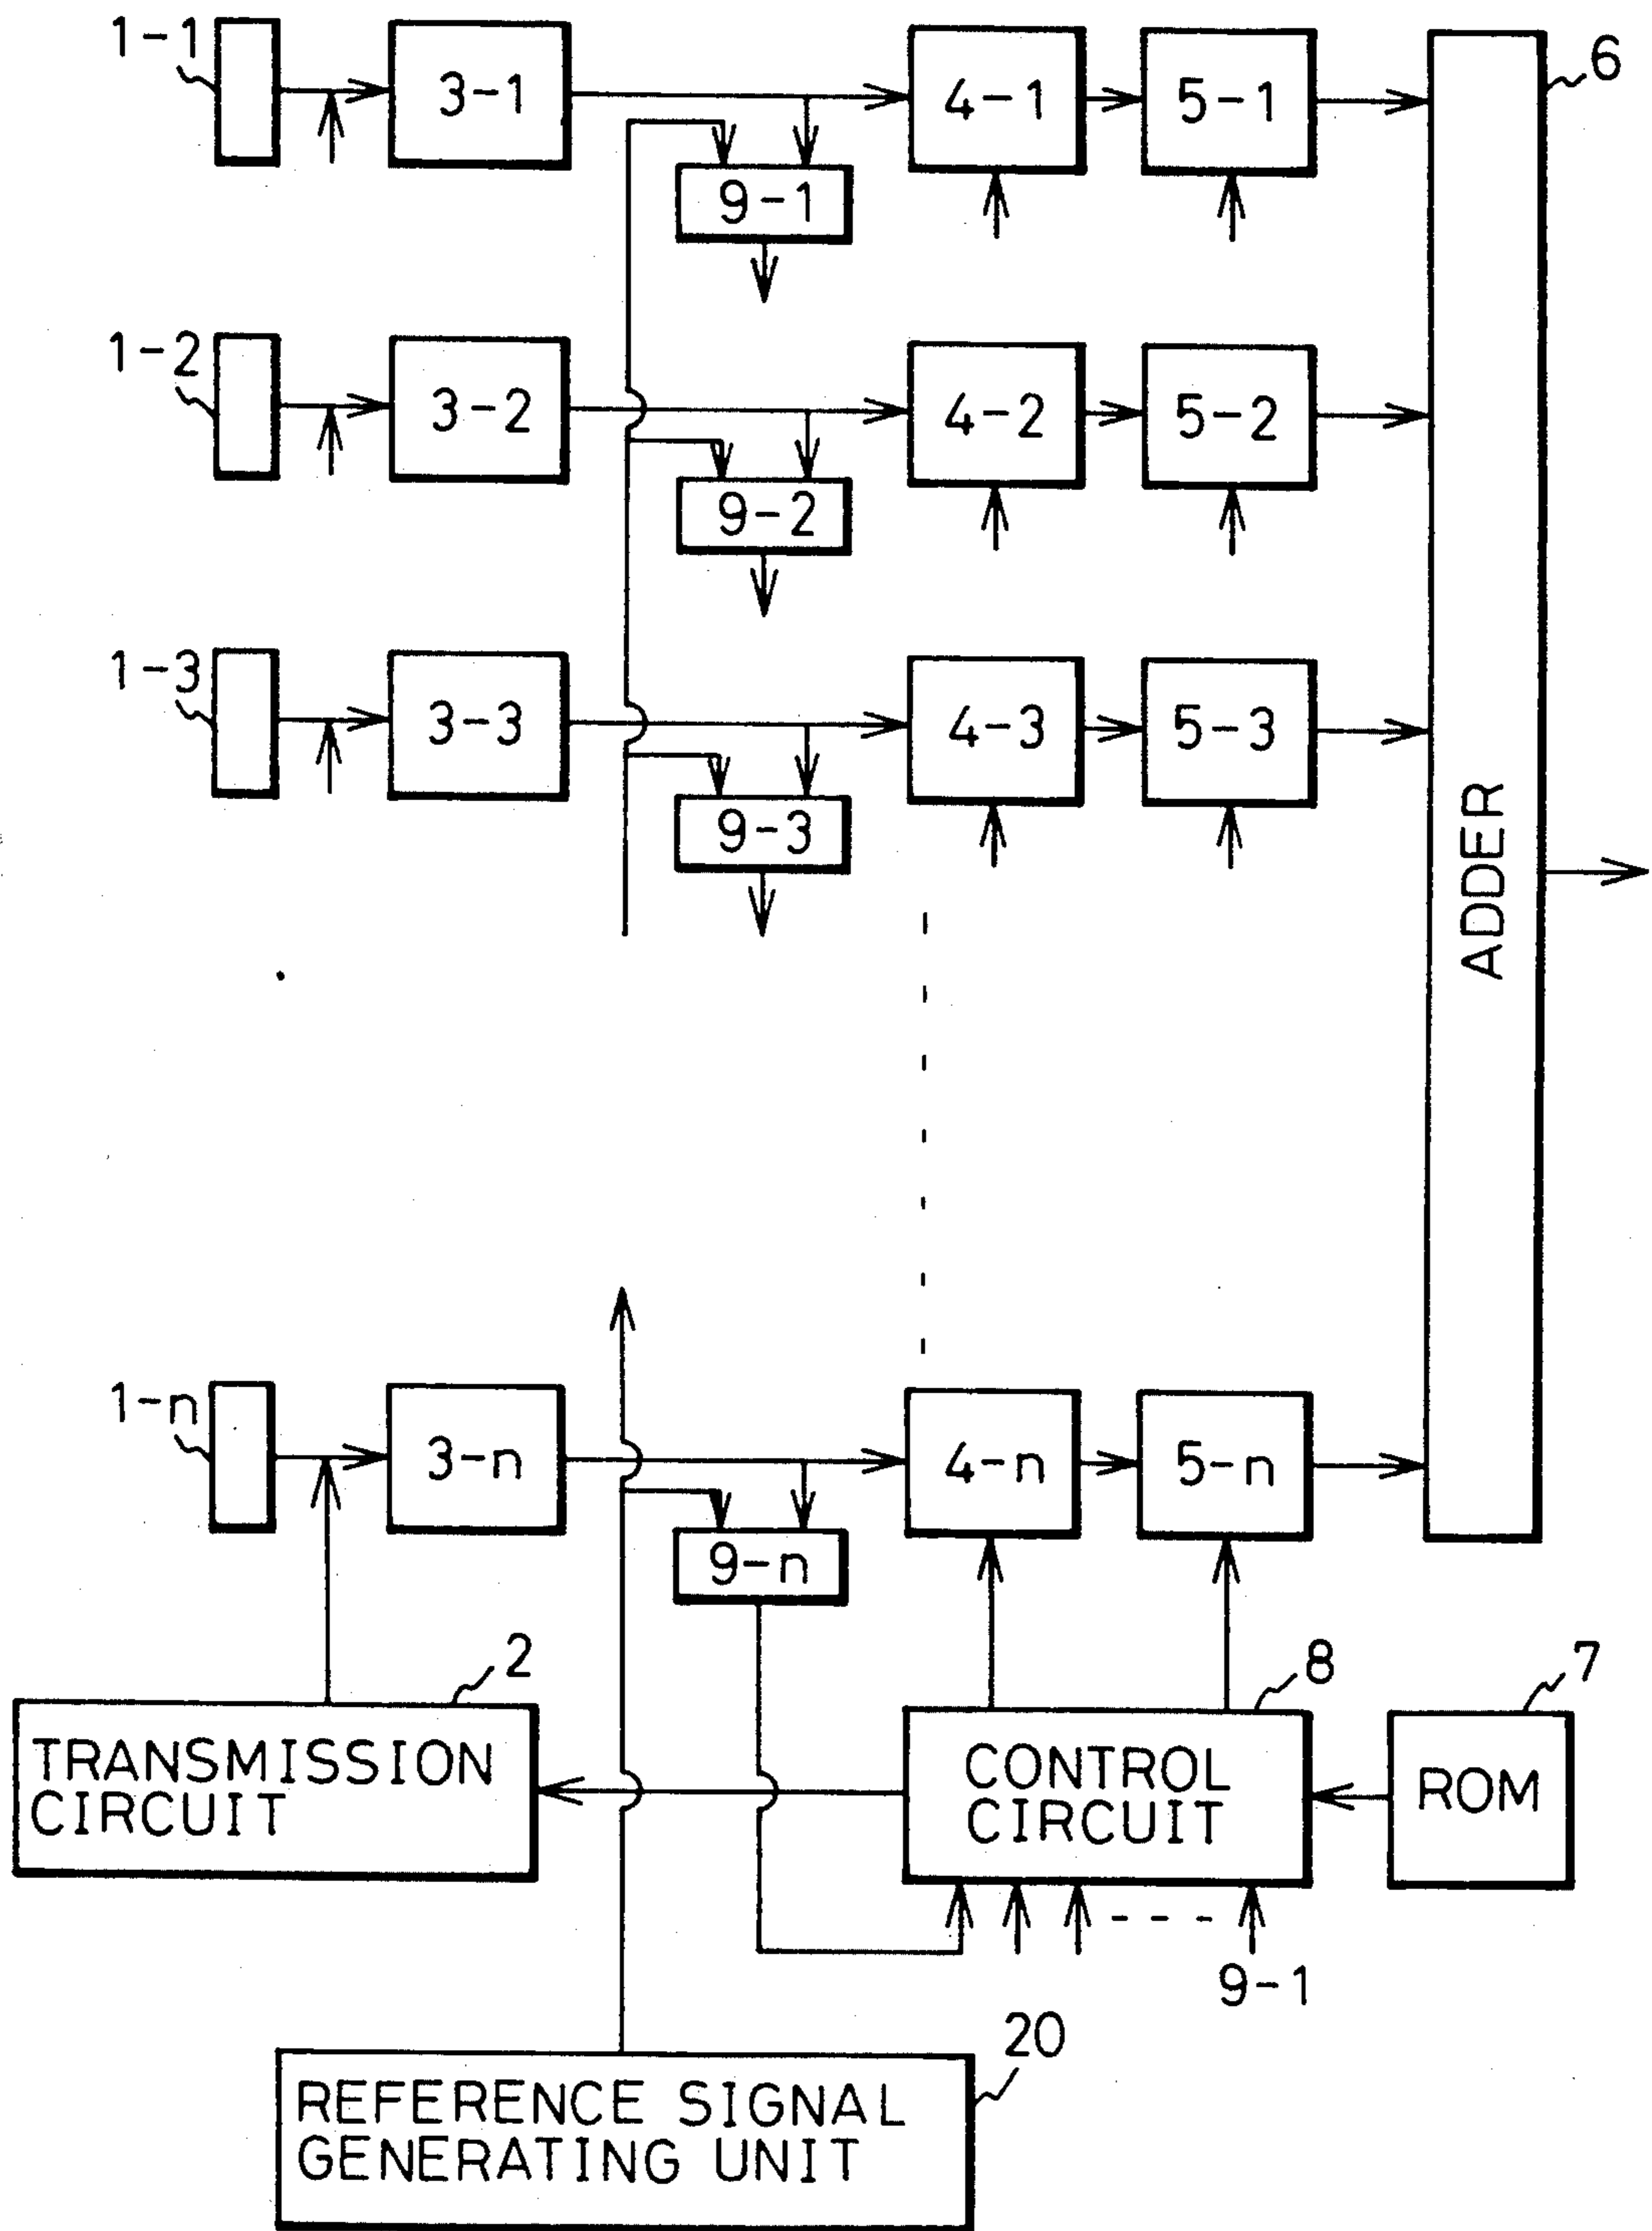 1-1
3-1
4-1
5-1
6
9-1
1-2
3-2
4-2
5-2
9-2
1-3
3-3
4-3
5-3
9-3
ADDER
1-n
3-n
4-n
5-n
9-n
2
8
7
TRANSMISSION
CIRCUIT
CONTROL
CIRCUIT
ROM
- - -
9-1
20
REFERENCE SIGNAL
GENERATING UNIT